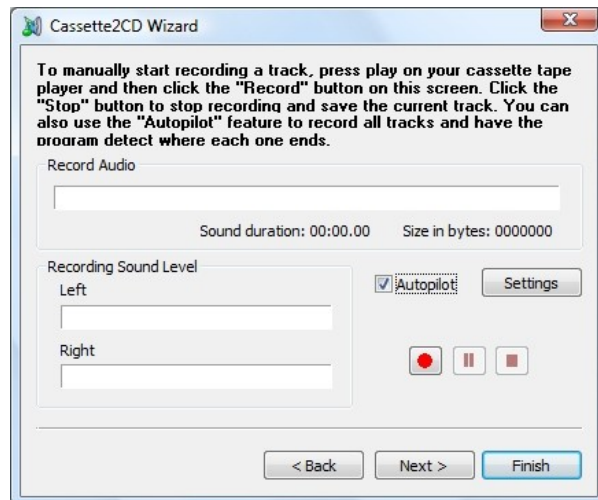 Cassette2CD Wizard
To manually start recording a track, press play on your cassette tape
player and then click the "Record" button on this screen. Click the
"Stop" button to stop recording and save the current track. You can
also use the "Autopilot" feature to record all tracks and have the
program detect where each one ends.
Record Audio
Sound duration: 00:00.00 Size in bytes: 0000000
Recording Sound Level
Left
Autopilot Settings
Right
< Back Next > Finish